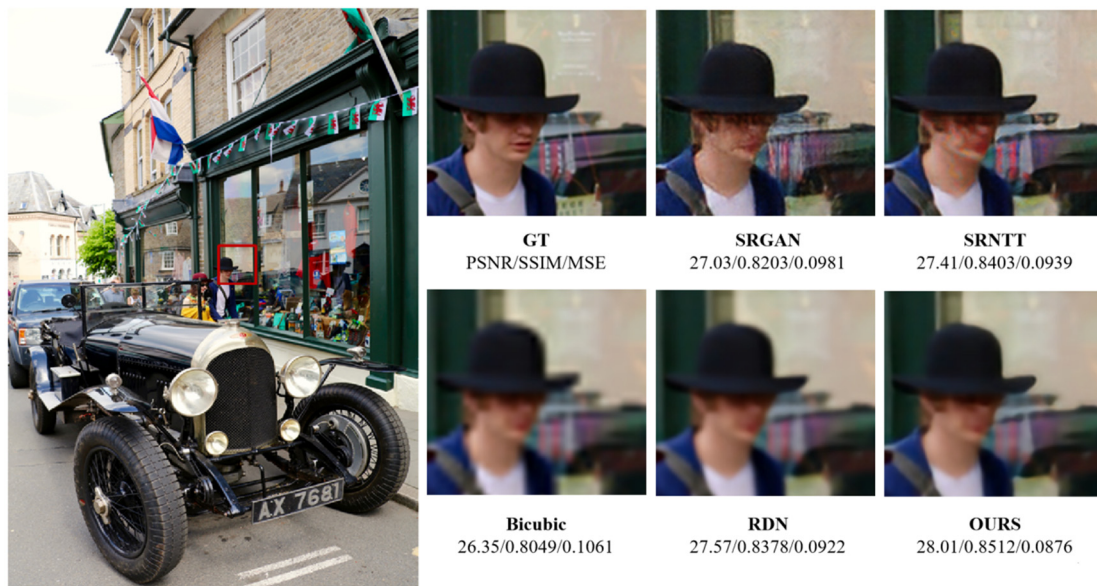 AX 7681
GT
PSNR/SSIM/MSE
SRGAN
27.03/0.8203/0.0981
SRNTT
27.41/0.8403/0.0939
Bicubic
26.35/0.8049/0.1061
RDN
27.57/0.8378/0.0922
OURS
28.01/0.8512/0.0876